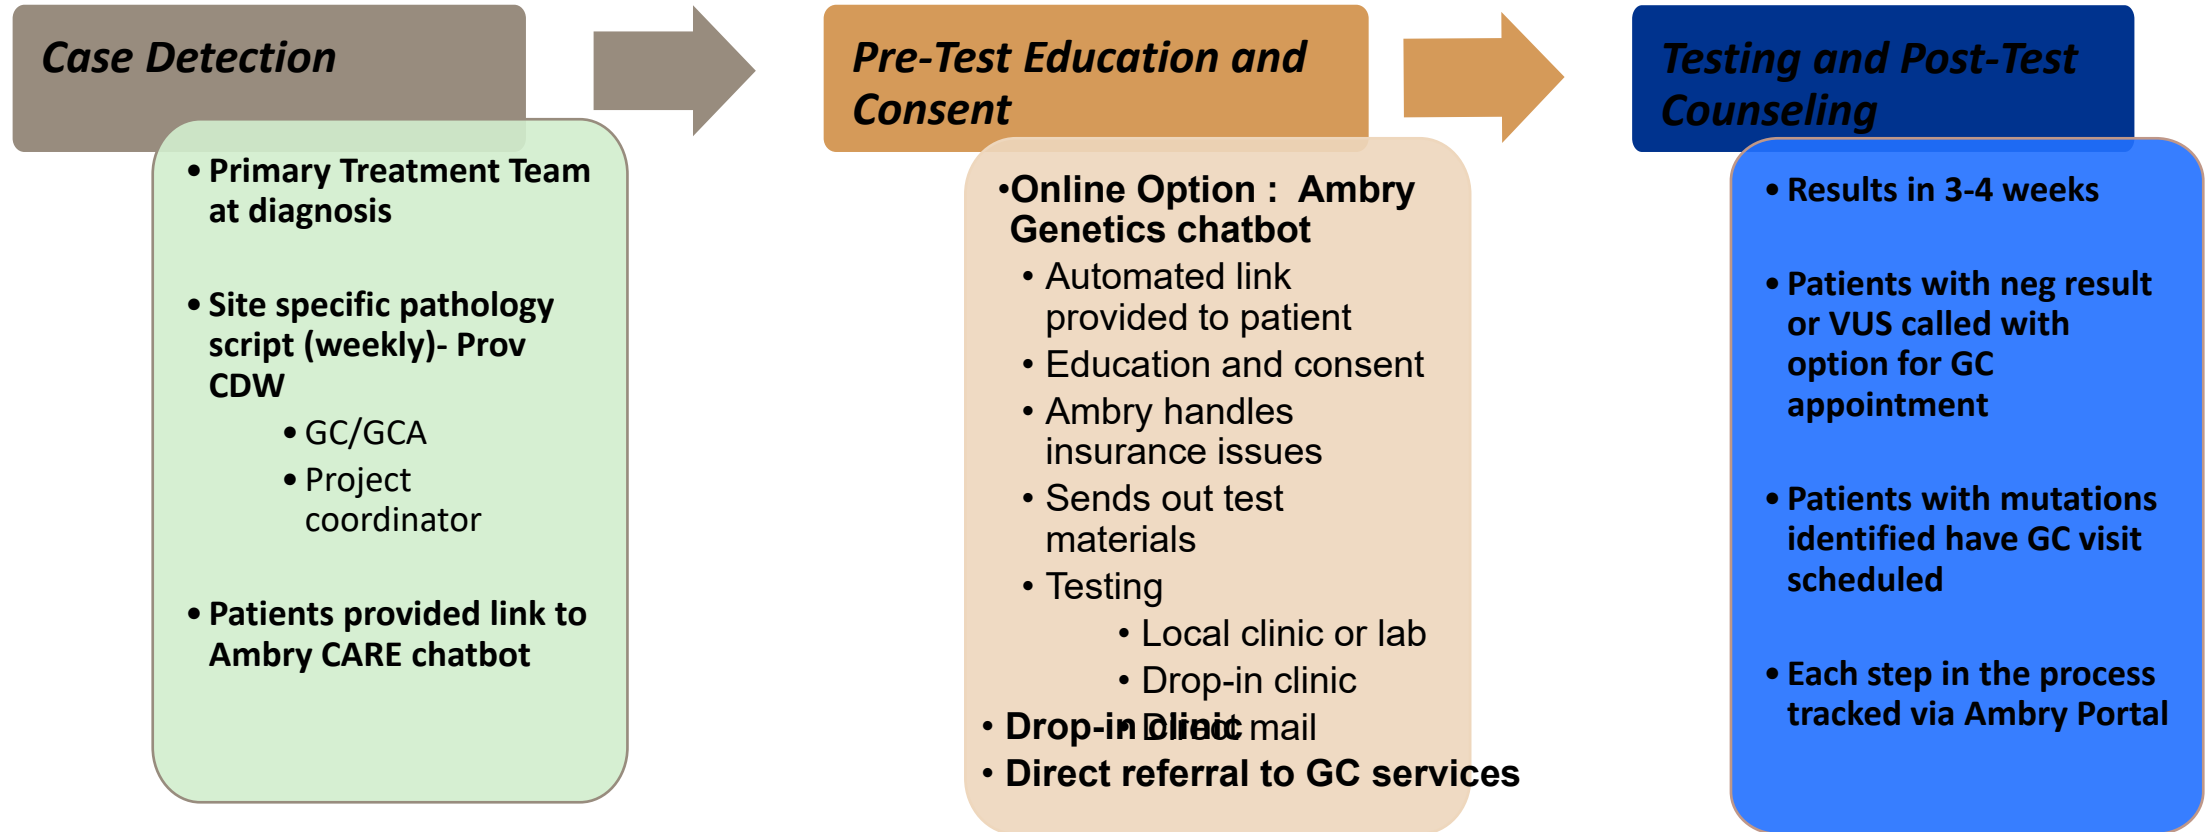 Case Detection
• Primary Treatment Team
at diagnosis
• Site specific pathology
script (weekly)- Prov
CDW
• GC/GCA
• Project
coordinator
• Patients provided link to
Ambry CARE chatbot
Pre-Test Education and
Consent
•Online Option : Ambry
Genetics chatbot
• Automated link
provided to patient
• Education and consent
• Ambry handles
insurance issues
• Sends out test
materials
• Testing
• Local clinic or lab
• Drop-in clinic
• Direct mail
• Drop-in clinic
• Direct referral to GC services
Testing and Post-Test
Counseling
• Results in 3-4 weeks
• Patients with neg result
or VUS called with
option for GC
appointment
• Patients with mutations
identified have GC visit
scheduled
• Each step in the process
tracked via Ambry Portal